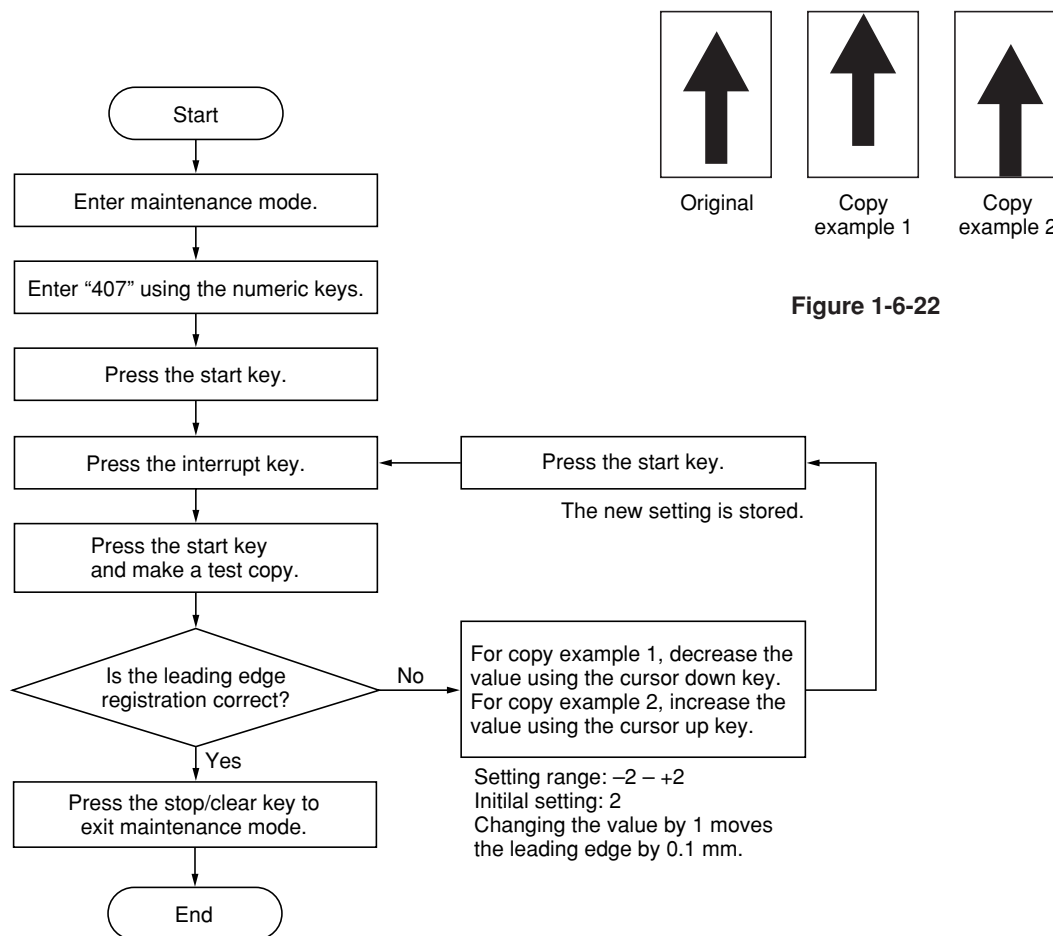 Start
Enter maintenance mode.
Enter “407” using the numeric keys.
Press the start key.
Press the interrupt key.
Press the start key
and make a test copy.
Is the leading edge
registration correct?
Yes
Press the stop/clear key to
exit maintenance mode.
End
No
For copy example 1, decrease the
value using the cursor down key.
For copy example 2, increase the
value using the cursor up key.
Setting range: –2 – +2
Initilal setting: 2
Changing the value by 1 moves
the leading edge by 0.1 mm.
Press the start key.
The new setting is stored.
Original
Copy
example 1
Copy
example 2
Figure 1-6-22